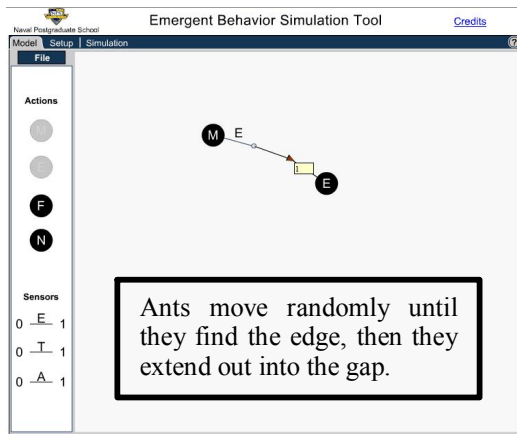 Emergent Behavior Simulation Tool
Credits
Naval Postgraduate School
Model Setup | Simulation
?
File
Actions
M
E
F
N
Sensors
0 E 1
0 T 1
0 A 1
M
E
1
E
Ants move randomly until
they find the edge, then they
extend out into the gap.